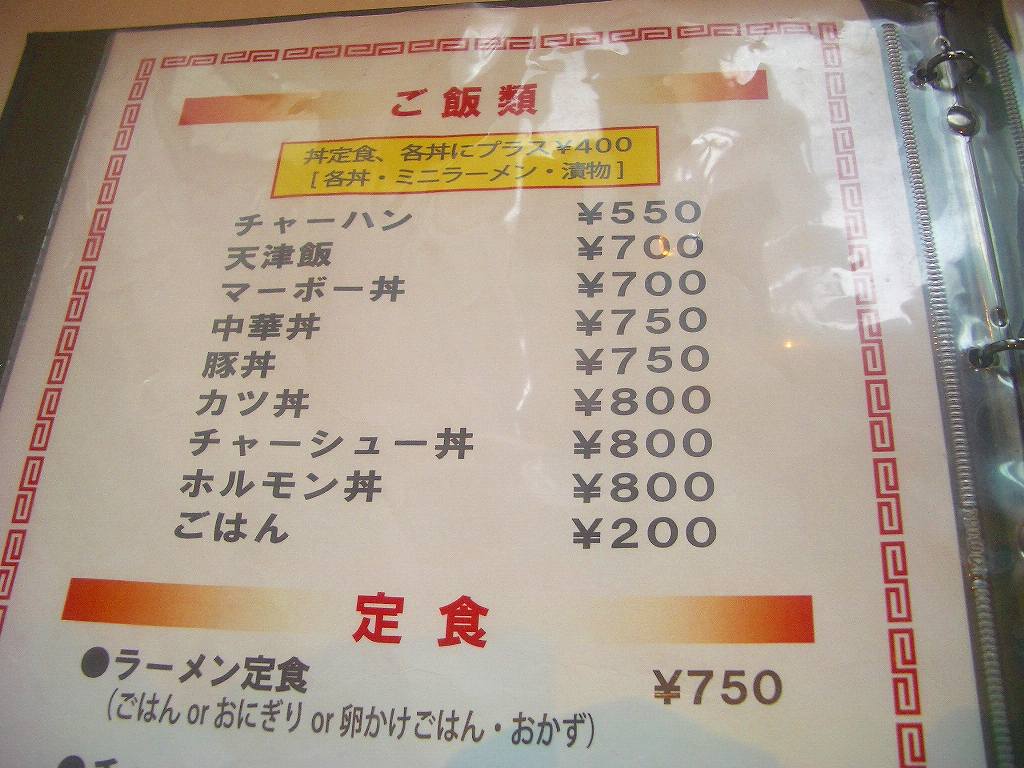 ご飯類
丼定食、各丼にプラス¥400
[各丼・ミニラーメン・漬物]
チャーハン ¥550
天津飯 ¥700
マーボー丼 ¥700
中華丼 ¥750
豚丼 ¥750
カツ丼 ¥800
チャーシュー丼 ¥800
ホルモン丼 ¥800
ごはん ¥200
定食
●ラーメン定食 ¥750
(ごはん or おにぎり or 卵かけごはん・おかず)